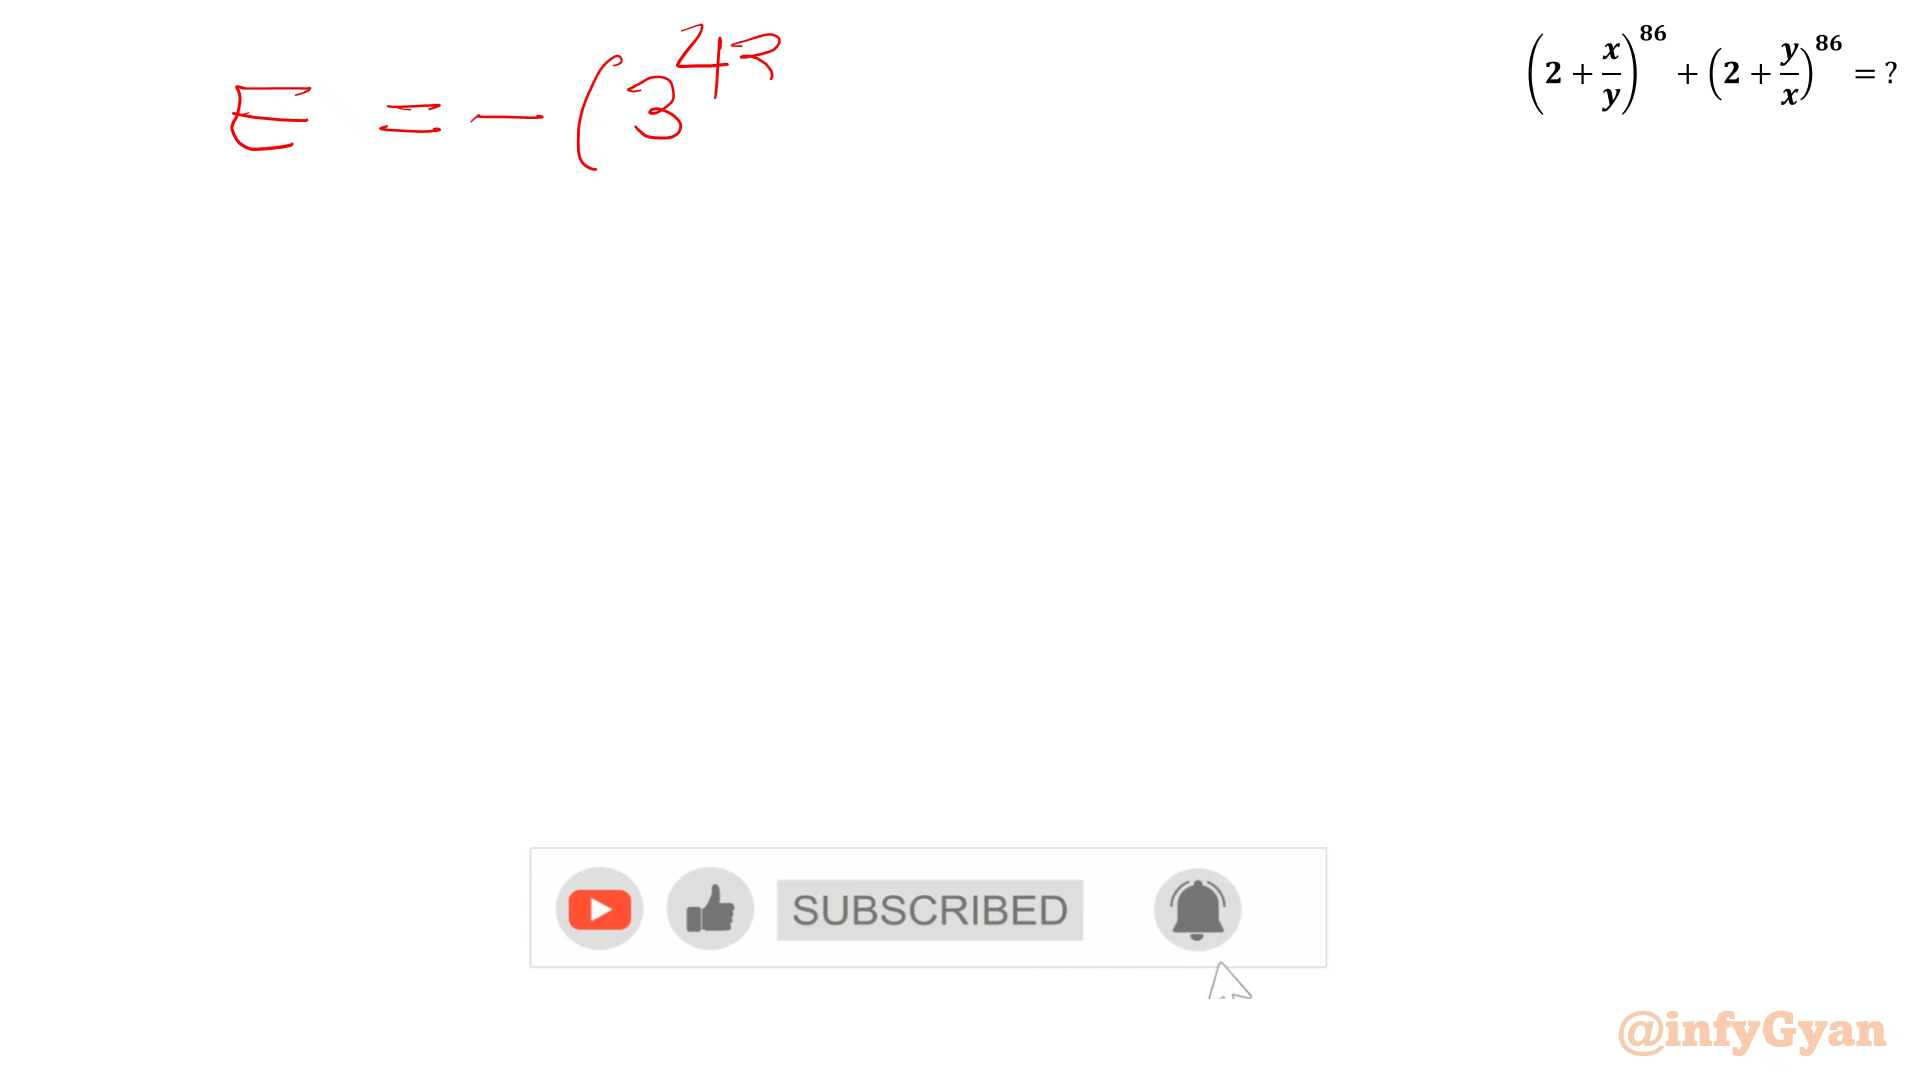 E = - (3^43
(2 + x/y)^86 + (2 + y/x)^86 = ?
SUBSCRIBED
@infyGyan